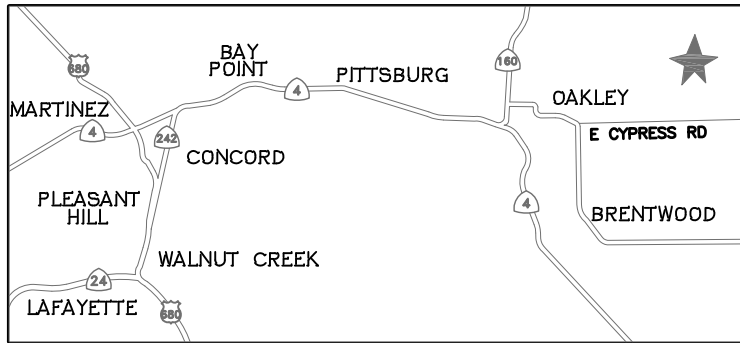 680
BAY
POINT
160
PITTSBURG
4
OAKLEY
MARTINEZ
4
242
E CYPRESS RD
CONCORD
PLEASANT
HILL
4
BRENTWOOD
WALNUT CREEK
24
LAFAYETTE
680